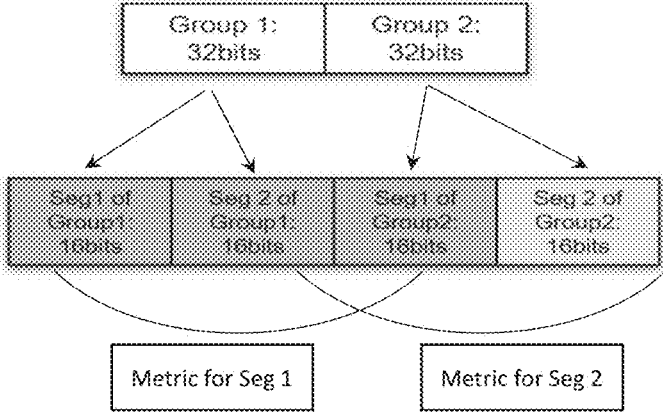 Group 1:
32bits
Group 2:
32bits
Seg1 of
Group1:
16bits
Seg 2 of
Group1:
16bits
Seg1 of
Group2:
16bits
Seg 2 of
Group2:
16bits
Metric for Seg 1
Metric for Seg 2